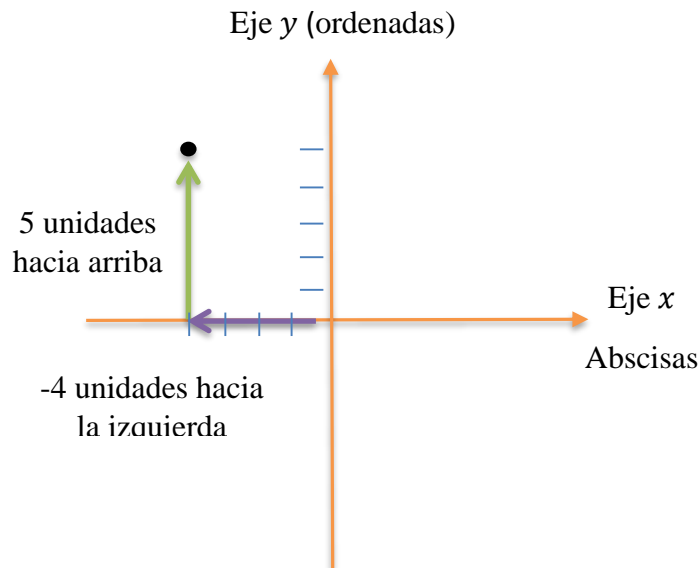 Eje y (ordenadas)
5 unidades
hacia arriba
Eje x
Abscisas
-4 unidades hacia
la izquierda